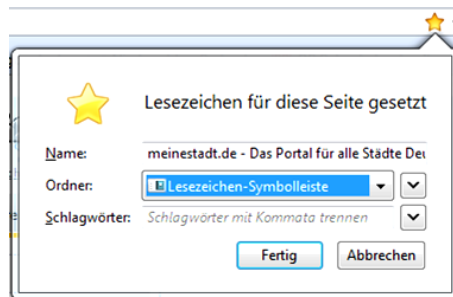 Lesezeichen für diese Seite gesetzt
Name: meinestadt.de - Das Portal für alle Städte Deu
Ordner: Lesezeichen-Symbolleiste
Schlagwörter: Schlagwörter mit Kommata trennen
Fertig Abbrechen